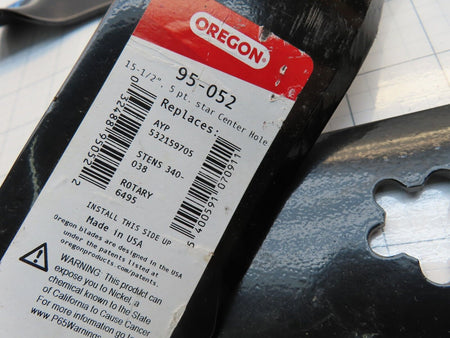 OREGON
95-052
15-1/2". 5 pt. star Center Hole
Replaces:
AYP
532159705
STENS 340-
038
ROTARY
6495
INSTALL THIS SIDE UP
Made in USA
Oregon blades are designed in the USA
under the patents listed at
oregonproducts.com/patents.
WARNING This product can
expose you to Nickel, a
chemical known to the State
of California to Cause Cancer
For more information go to
www.P65Warnings